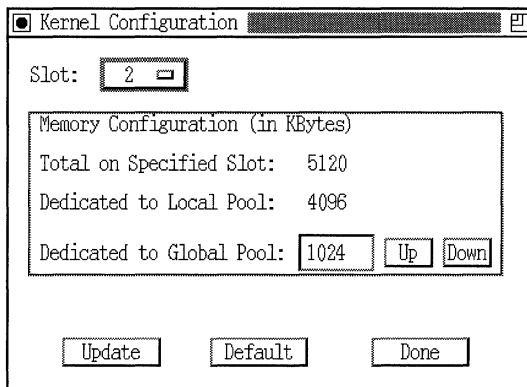 Kernel Configuration
Slot: 2
Memory Configuration (in KBytes)
Total on Specified Slot: 5120
Dedicated to Local Pool: 4096
Dedicated to Global Pool: 1024 Up Down
Update Default Done